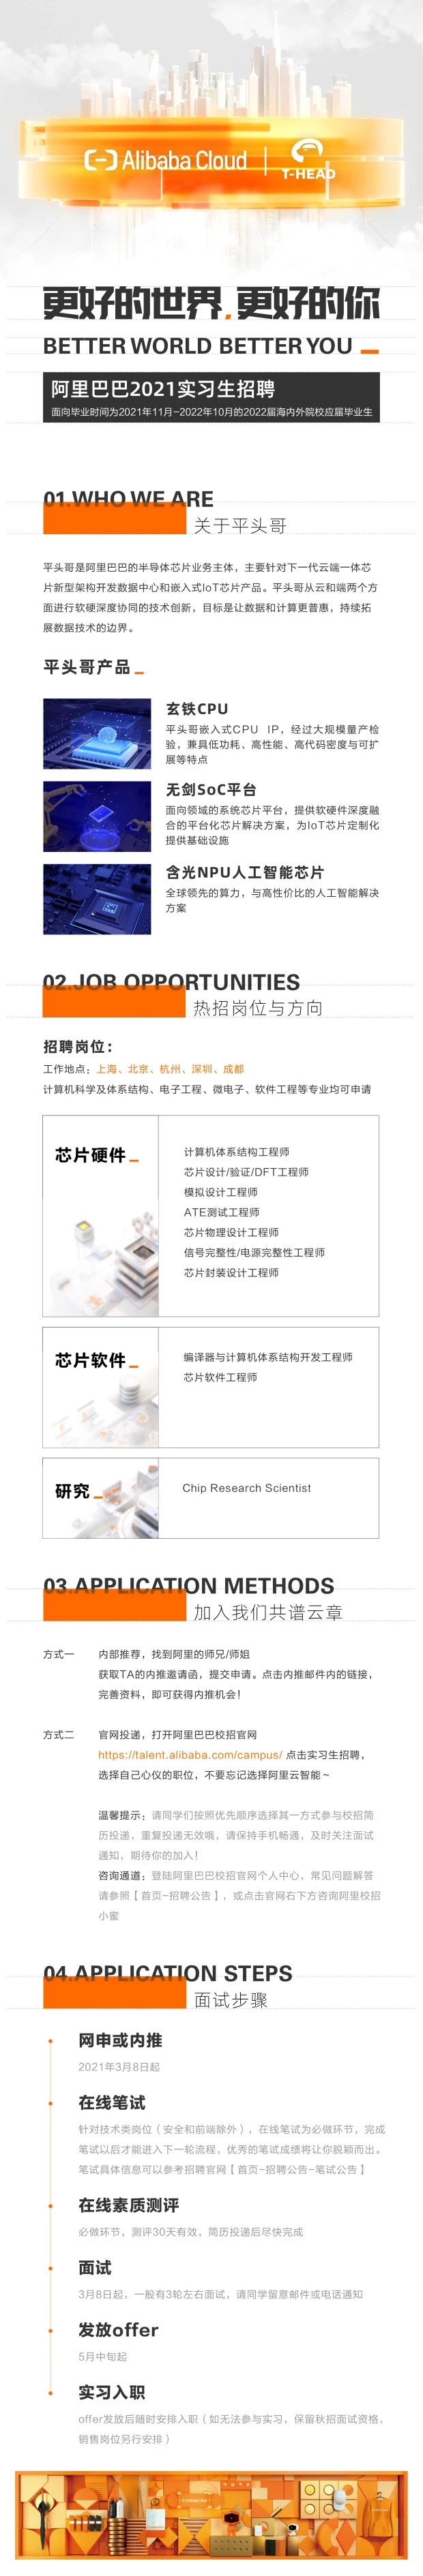 Alibaba Cloud
T-HEAD
更好的世界,更好的你
BETTER WORLD BETTER YOU
阿里巴巴2021实习生招聘
面向毕业时间为2021年11月-2022年10月的2022届海内外院校应届毕业生
01.WHO WE ARE
关于平头哥
平头哥是阿里巴巴的半导体芯片业务主体，主要针对下一代云端一体芯
片新型架构开发数据中心和嵌入式IoT芯片产品。平头哥从云和端两个方
面进行软硬深度协同的技术创新，目标是让数据和计算更普惠，持续拓
展数据技术的边界。
平头哥产品
玄铁CPU
平头哥嵌入式CPU IP，经过大规模量产检
验，兼具低功耗、高性能、高代码密度与可扩
展等特点
无剑SoC平台
面向领域的系统芯片平台，提供软硬件深度融
合的平台化芯片解决方案，为IoT芯片定制化
提供基础设施
含光NPU人工智能芯片
全球领先的算力，与高性价比的人工智能解决
方案
02.JOB OPPORTUNITIES
热招岗位与方向
招聘岗位：
工作地点：上海、北京、杭州、深圳、成都
计算机科学及体系结构、电子工程、微电子、软件工程等专业均可申请
芯片硬件
计算机体系结构工程师
芯片设计/验证/DFT工程师
模拟设计工程师
ATE测试工程师
芯片物理设计工程师
信号完整性/电源完整性工程师
芯片封装设计工程师
芯片软件
编译器与计算机体系结构开发工程师
芯片软件工程师
研究
Chip Research Scientist
03.APPLICATION METHODS
加入我们共谱云章
方式一 内部推荐，找到阿里的师兄/师姐
获取TA的内推邀请函，提交申请。点击内推邮件内的链接，
完善资料，即可获得内推机会！
方式二 官网投递，打开阿里巴巴校招官网
https://talent.alibaba.com/campus/ 点击实习生招聘，
选择自己心仪的职位，不要忘记选择阿里云智能~
温馨提示：请同学们按照优先顺序选择其一方式参与校招简
历投递，重复投递无效哦，请保持手机畅通，及时关注面试
通知，期待你的加入！
咨询通道：登陆阿里巴巴校招官网个人中心，常见问题解答
请参照【首页-招聘公告】，或点击官网右下方咨询阿里校招
小蜜
04.APPLICATION STEPS
面试步骤
网申或内推
2021年3月8日起
在线笔试
针对技术类岗位（安全和前端除外），在线笔试为必做环节，完成
笔试以后才能进入下一轮流程，优秀的笔试成绩将让你脱颖而出。
笔试具体信息可以参考招聘官网【首页-招聘公告-笔试公告】
在线素质测评
必做环节，测评30天有效，简历投递后尽快完成
面试
3月8日起，一般有3轮左右面试，请同学留意邮件或电话通知
发放offer
5月中旬起
实习入职
offer发放后随时安排入职（如无法参与实习，保留秋招面试资格，
销售岗位另行安排）